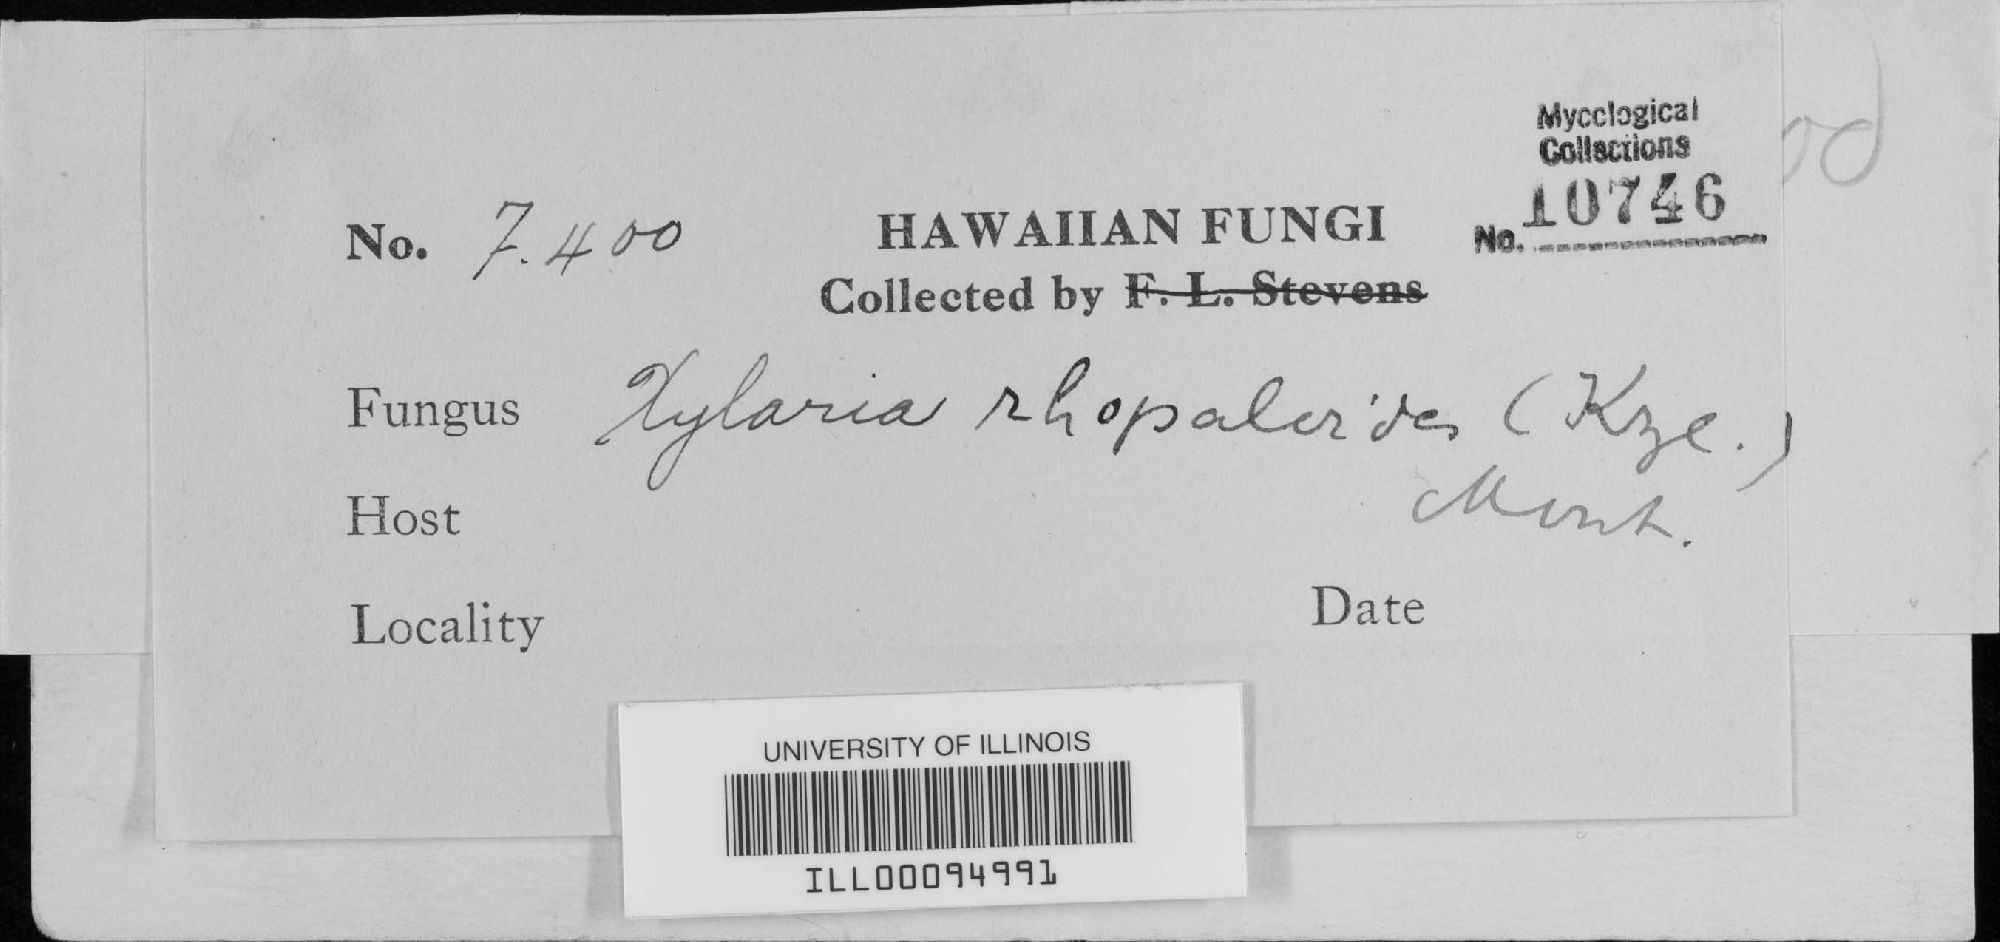 Mycological
Collections
No. 10746
No. 7.400
HAWAIIAN FUNGI
Collected by F. L. Stevens
Fungus Xylaria rhopaloides (Kze.)
Mont.
Host
Locality
Date
UNIVERSITY OF ILLINOIS
ILL00094991